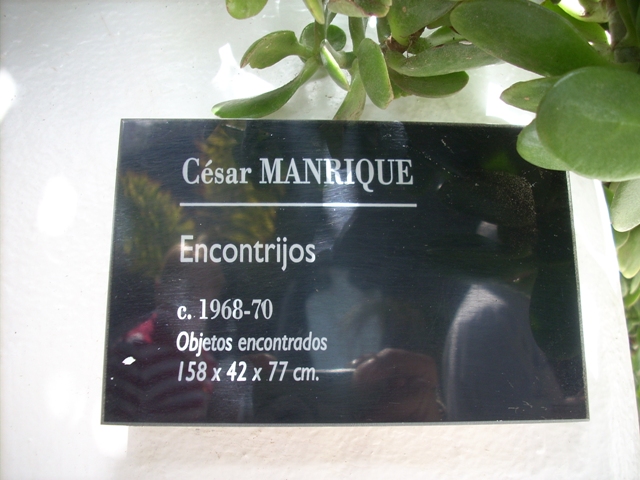 César MANRIQUE
Encontrijos
c. 1968-70
Objetos encontrados
158 x 42 x 77 cm.